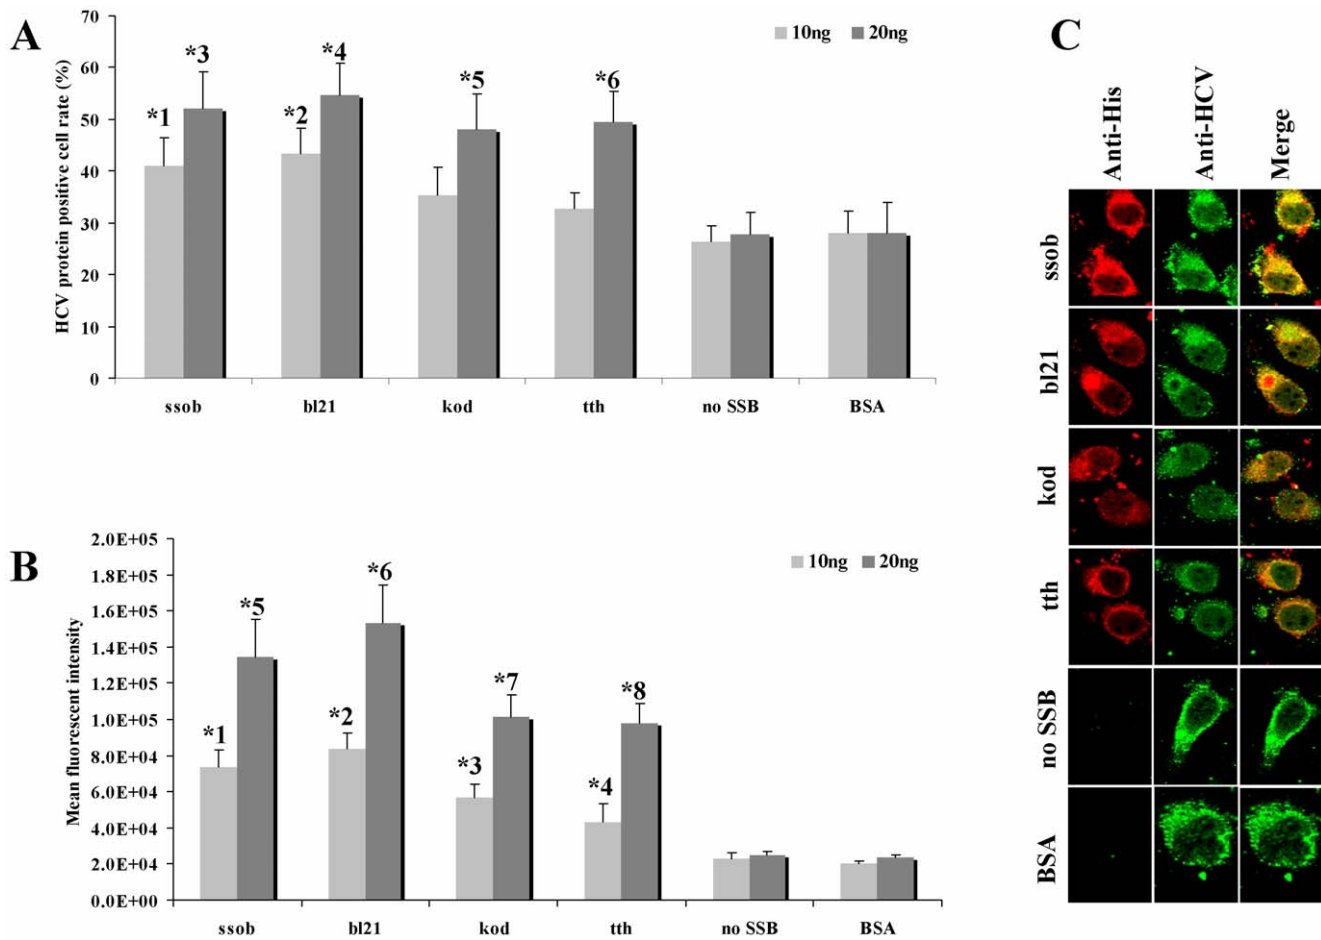 A
HCV protein positive cell rate (%)
70
60
50
40
30
20
10
0
10ng 20ng
*1
*3
*2
*4
*5
*6
ssob bl21 kod tth no SSB BSA
B
Mean fluorescent intensity
2.0E+05
1.8E+05
1.6E+05
1.4E+05
1.2E+05
1.0E+05
8.0E+04
6.0E+04
4.0E+04
2.0E+04
0.0E+00
10ng 20ng
*1
*5
*2
*6
*3
*7
*4
*8
ssob bl21 kod tth no SSB BSA
C
Anti-His
Anti-HCV
Merge
ssob
bl21
kod
tth
no SSB
BSA